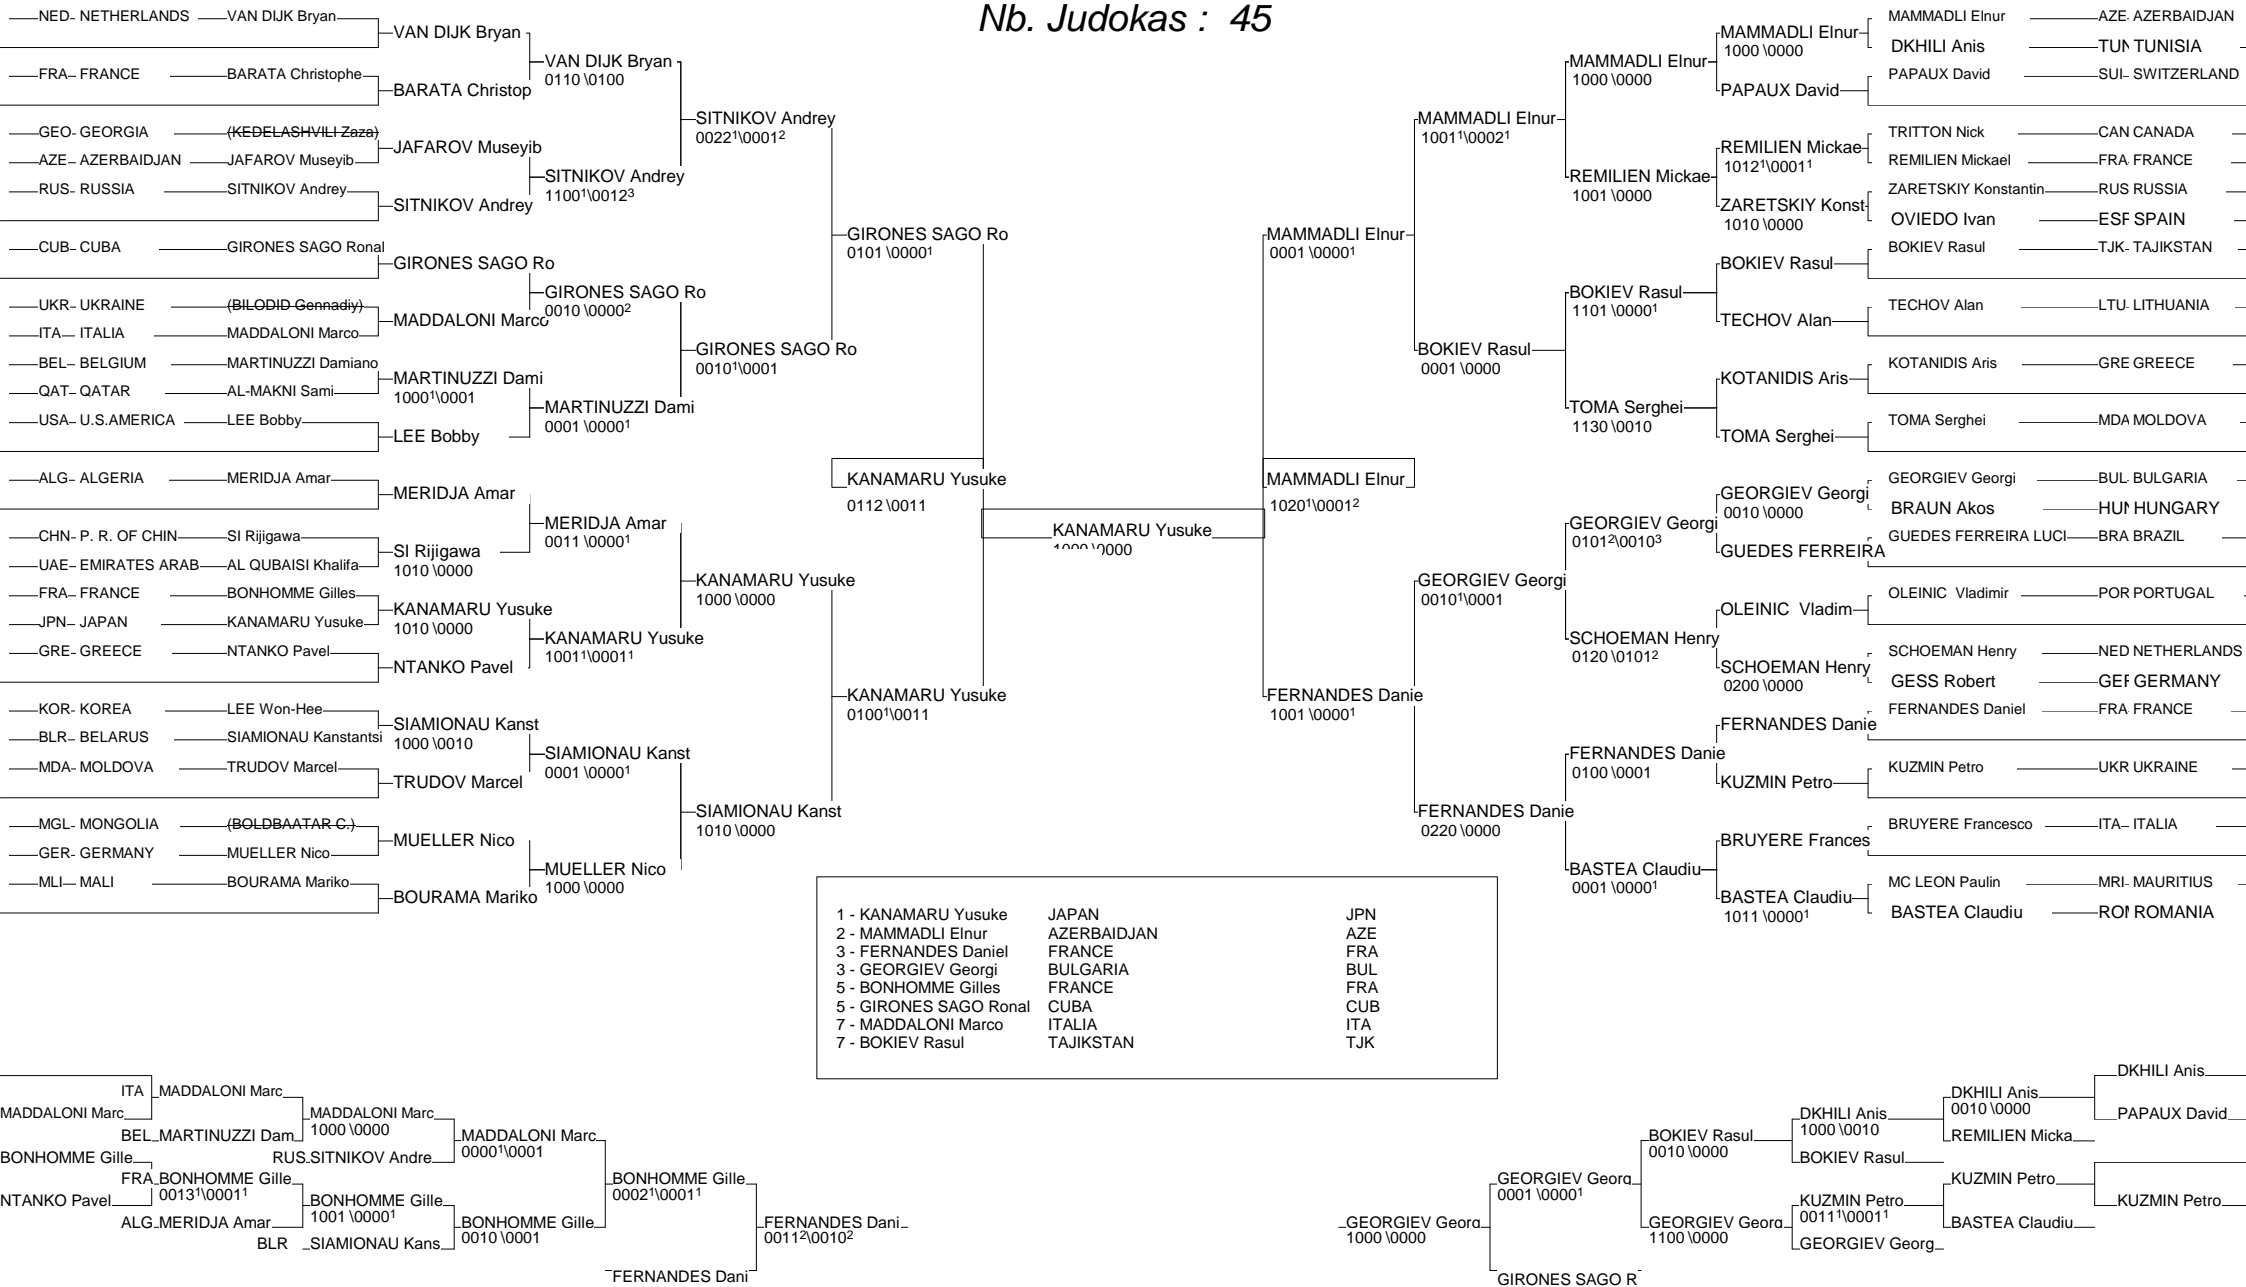 Nb. Judokas : 45
NED NETHERLANDS VAN DIJK Bryan
FRA FRANCE BARATA Christophe
GEO GEORGIA (KEDELASHVILI Zaza)
AZE AZERBAIDJAN JAFAROV Museyib
RUS RUSSIA SITNIKOV Andrey
CUB CUBA GIRONES SAGO Ronal
UKR UKRAINE (BILODID Gennadiy)
ITA ITALIA MADDALONI Marco
BEL BELGIUM MARTINUZZI Damiano
QAT QATAR AL-MAKNI Sami
USA U.S.AMERICA LEE Bobby
ALG ALGERIA MERIDJA Amar
CHN P. R. OF CHIN SI Rijigawa
UAE EMIRATES ARAB AL QUBAISI Khalifa
FRA FRANCE BONHOMME Gilles
JPN JAPAN KANAMARU Yusuke
GRE GREECE NTANKO Pavel
KOR KOREA LEE Won-Hee
BLR BELARUS SIAMIONAU Kanstantsi
MDA MOLDOVA TRUDOV Marcel
MGL MONGOLIA (BOLDBAATAR C.)
GER GERMANY MUELLER Nico
MLI MALI BOURAMA Mariko
VAN DIJK Bryan
BARATA Christop
JAFAROV Museyib
SITNIKOV Andrey
GIRONES SAGO Ro
MADDALONI Marco
MARTINUZZI Dami
1000¹\0001
LEE Bobby
MERIDJA Amar
SI Rijigawa
1010 \0000
KANAMARU Yusuke
1010 \0000
NTANKO Pavel
SIAMIONAU Kanst
1000 \0010
TRUDOV Marcel
MUELLER Nico
BOURAMA Mariko
VAN DIJK Bryan
0110 \0100
SITNIKOV Andrey
1100¹\0012³
GIRONES SAGO Ro
0010 \0000²
MARTINUZZI Dami
0001 \0000¹
MERIDJA Amar
0011 \0000¹
KANAMARU Yusuke
1001¹\0001¹
SIAMIONAU Kanst
0001 \0000¹
MUELLER Nico
1000 \0000
SITNIKOV Andrey
0022¹\0001²
GIRONES SAGO Ro
0010¹\0001
KANAMARU Yusuke
1000 \0000
SIAMIONAU Kanst
1010 \0000
GIRONES SAGO Ro
0101 \0000¹
KANAMARU Yusuke
0112 \0011
KANAMARU Yusuke
0100¹\0011
KANAMARU Yusuke
1000 \0000
MAMMADLI Elnur
0001 \0000¹
MAMMADLI Elnur
1020¹\0001²
FERNANDES Danie
1001 \0000¹
MAMMADLI Elnur
1001¹\0002¹
BOKIEV Rasul
0001 \0000
GEORGIEV Georgi
0010¹\0001
FERNANDES Danie
0220 \0000
MAMMADLI Elnur
1000 \0000
REMILIEN Mickae
1001 \0000
BOKIEV Rasul
1101 \0000¹
TOMA Serghei
1130 \0010
GEORGIEV Georgi
0101²\0010³
SCHOEMAN Henry
0120 \0101²
FERNANDES Danie
0100 \0001
BASTEA Claudiu
0001 \0000¹
MAMMADLI Elnur
1000 \0000
PAPAUX David
REMILIEN Mickae
1012¹\0001¹
ZARETSKIY Konst
1010 \0000
BOKIEV Rasul
TECHOV Alan
KOTANIDIS Aris
TOMA Serghei
GEORGIEV Georgi
0010 \0000
GUEDES FERREIRA
OLEINIC Vladim
SCHOEMAN Henry
0200 \0000
FERNANDES Danie
KUZMIN Petro
BRUYERE Frances
BASTEA Claudiu
1011 \0000¹
MAMMADLI Elnur AZE AZERBAIDJAN
DKHILI Anis TUN TUNISIA
PAPAUX David SUI SWITZERLAND
TRITTON Nick CAN CANADA
REMILIEN Mickael FRA FRANCE
ZARETSKIY Konstantin RUS RUSSIA
OVIEDO Ivan ESP SPAIN
BOKIEV Rasul TJK TAJIKSTAN
TECHOV Alan LTU LITHUANIA
KOTANIDIS Aris GRE GREECE
TOMA Serghei MDA MOLDOVA
GEORGIEV Georgi BUL BULGARIA
BRAUN Akos HUN HUNGARY
GUEDES FERREIRA LUCI BRA BRAZIL
OLEINIC Vladimir POR PORTUGAL
SCHOEMAN Henry NED NETHERLANDS
GESS Robert GER GERMANY
FERNANDES Daniel FRA FRANCE
KUZMIN Petro UKR UKRAINE
BRUYERE Francesco ITA ITALIA
MC LEON Paulin MRI MAURITIUS
BASTEA Claudiu ROM ROMANIA
1 - KANAMARU Yusuke JAPAN JPN
2 - MAMMADLI Elnur AZERBAIDJAN AZE
3 - FERNANDES Daniel FRANCE FRA
3 - GEORGIEV Georgi BULGARIA BUL
5 - BONHOMME Gilles FRANCE FRA
5 - GIRONES SAGO Ronal CUBA CUB
7 - MADDALONI Marco ITALIA ITA
7 - BOKIEV Rasul TAJIKSTAN TJK
MADDALONI Marc
BONHOMME Gille
NTANKO Pavel
ITA MADDALONI Marc
BEL MARTINUZZI Dam
FRA BONHOMME Gille
0013¹\0001¹
ALG MERIDJA Amar
MADDALONI Marc
1000 \0000
RUS SITNIKOV Andre
BONHOMME Gille
1001 \0000¹
BLR SIAMIONAU Kans
MADDALONI Marc
0000¹\0001
BONHOMME Gille
0010 \0001
BONHOMME Gille
0002¹\0001¹
FERNANDES Dani
FERNANDES Dani
0011²\0010²
GEORGIEV Georg
1000 \0000
GEORGIEV Georg
0001 \0000¹
GIRONES SAGO R
BOKIEV Rasul
0010 \0000
GEORGIEV Georg
1100 \0000
DKHILI Anis
1000 \0010
BOKIEV Rasul
KUZMIN Petro
0011¹\0001¹
GEORGIEV Georg
DKHILI Anis
0010 \0000
REMILIEN Micka
KUZMIN Petro
BASTEA Claudiu
DKHILI Anis
PAPAUX David
KUZMIN Petro